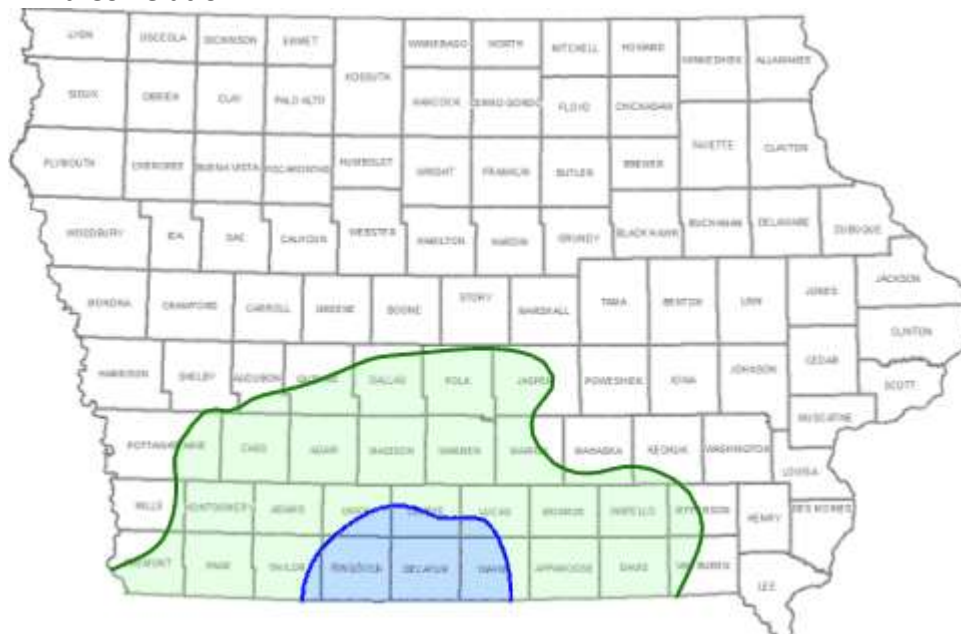 LYON OSCEOLA DICKINSON EMMET WINNEBAGO WORTH MITCHELL HOWARD
KOSSUTH WINNESHIEK ALLAMAKEE
SIOUX OBRIEN CLAY PALO ALTO HANCOCK CERRO GORDO FLOYD CHICKASAW
FAYETTE CLAYTON
PLYMOUTH CHEROKEE BUENA VISTA POCAHONTAS HUMBOLDT WRIGHT FRANKLIN BUTLER BREMER
WOODBURY IDA SAC CALHOUN WEBSTER HAMILTON HARDIN GRUNDY BLACK HAWK BUCHANAN DELAWARE DUBUQUE
MONONA CRAWFORD CARROLL GREENE BOONE STORY MARSHALL TAMA BENTON LINN JONES JACKSON
CLINTON
HARRISON SHELBY AUDUBON GUTHRIE DALLAS POLK JASPER POWESHIEK IOWA JOHNSON CEDAR
SCOTT
MUSCATINE
POTTAWATTAMIE CASS ADAIR MADISON WARREN MARION MAHASKA KEOKUK WASHINGTON
LOUISA
MILLS MONTGOMERY ADAMS UNION CLARKE LUCAS MONROE WAPELLO JEFFERSON HENRY DES MOINES
FREMONT PAGE TAYLOR RINGGOLD DECATUR WAYNE APPANOOSE DAVIS VAN BUREN
LEE